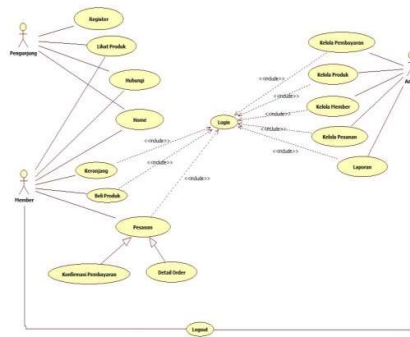 Register
Pengunjung
Lihat Produk
Hubungi
Home
Member
Keranjang
Beli Produk
Pesanan
Konfirmasi Pembayaran
Detail Order
Login
Kelola Pembayaran
Kelola Produk
Kelola Member
Kelola Pesanan
Laporan
<<include>>
<<include>>
<<include>>
<<include>>
<<include>>
<<include>>
<<include>>
<<include>>
Logout